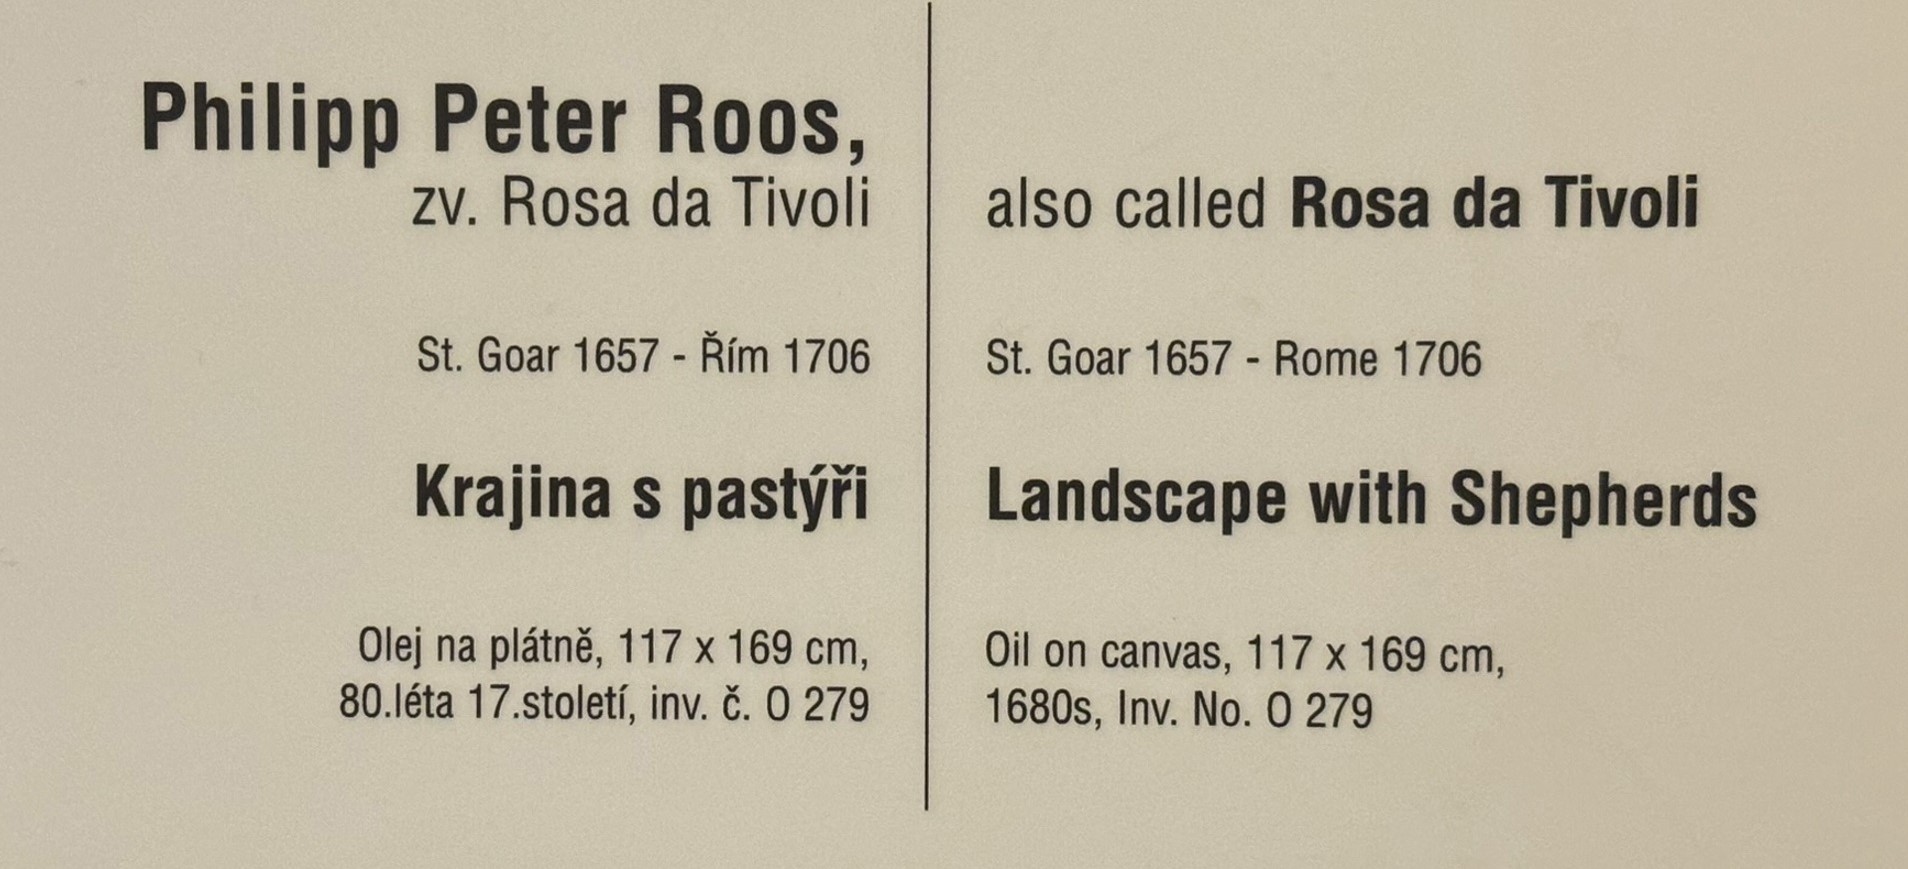 Philipp Peter Roos,
zv. Rosa da Tivoli
St. Goar 1657 - Řím 1706
Krajina s pastýři
Olej na plátně, 117 x 169 cm,
80.léta 17.století, inv. č. O 279
also called Rosa da Tivoli
St. Goar 1657 - Rome 1706
Landscape with Shepherds
Oil on canvas, 117 x 169 cm,
1680s, Inv. No. O 279